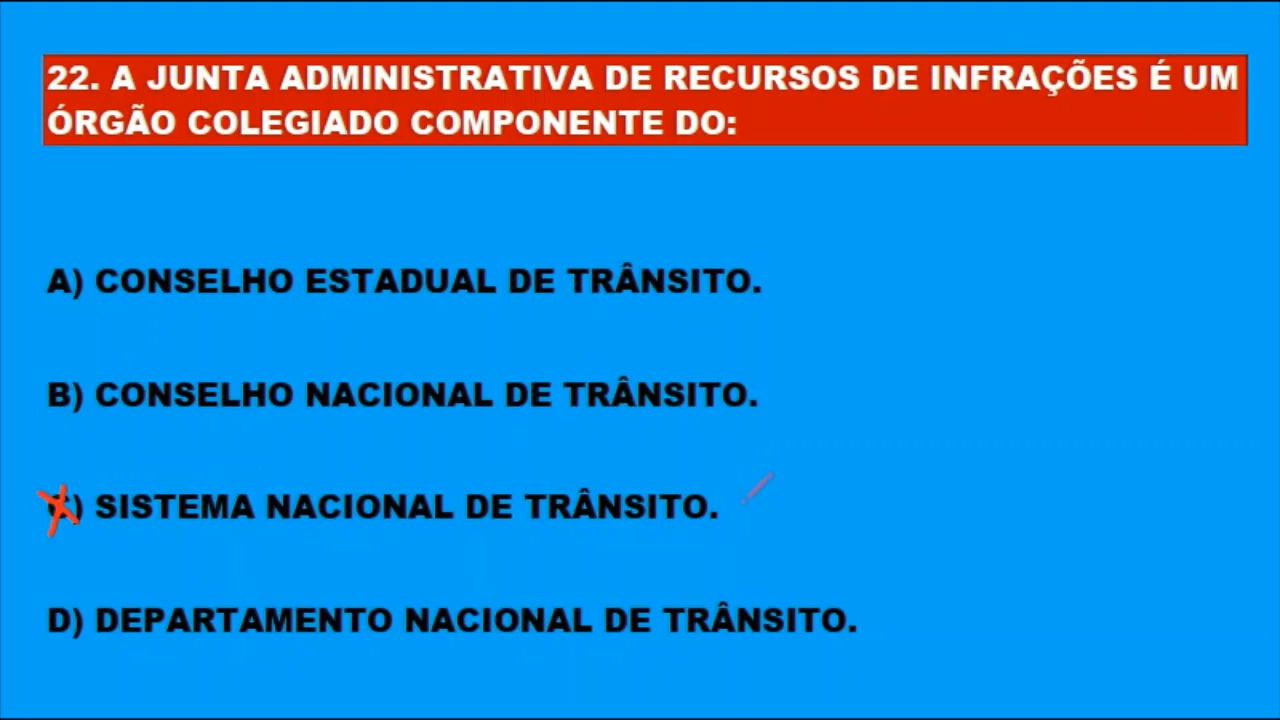 22. A JUNTA ADMINISTRATIVA DE RECURSOS DE INFRAÇÕES É UM
ÓRGÃO COLEGIADO COMPONENTE DO:
A) CONSELHO ESTADUAL DE TRÂNSITO.
B) CONSELHO NACIONAL DE TRÂNSITO.
C) SISTEMA NACIONAL DE TRÂNSITO.
D) DEPARTAMENTO NACIONAL DE TRÂNSITO.